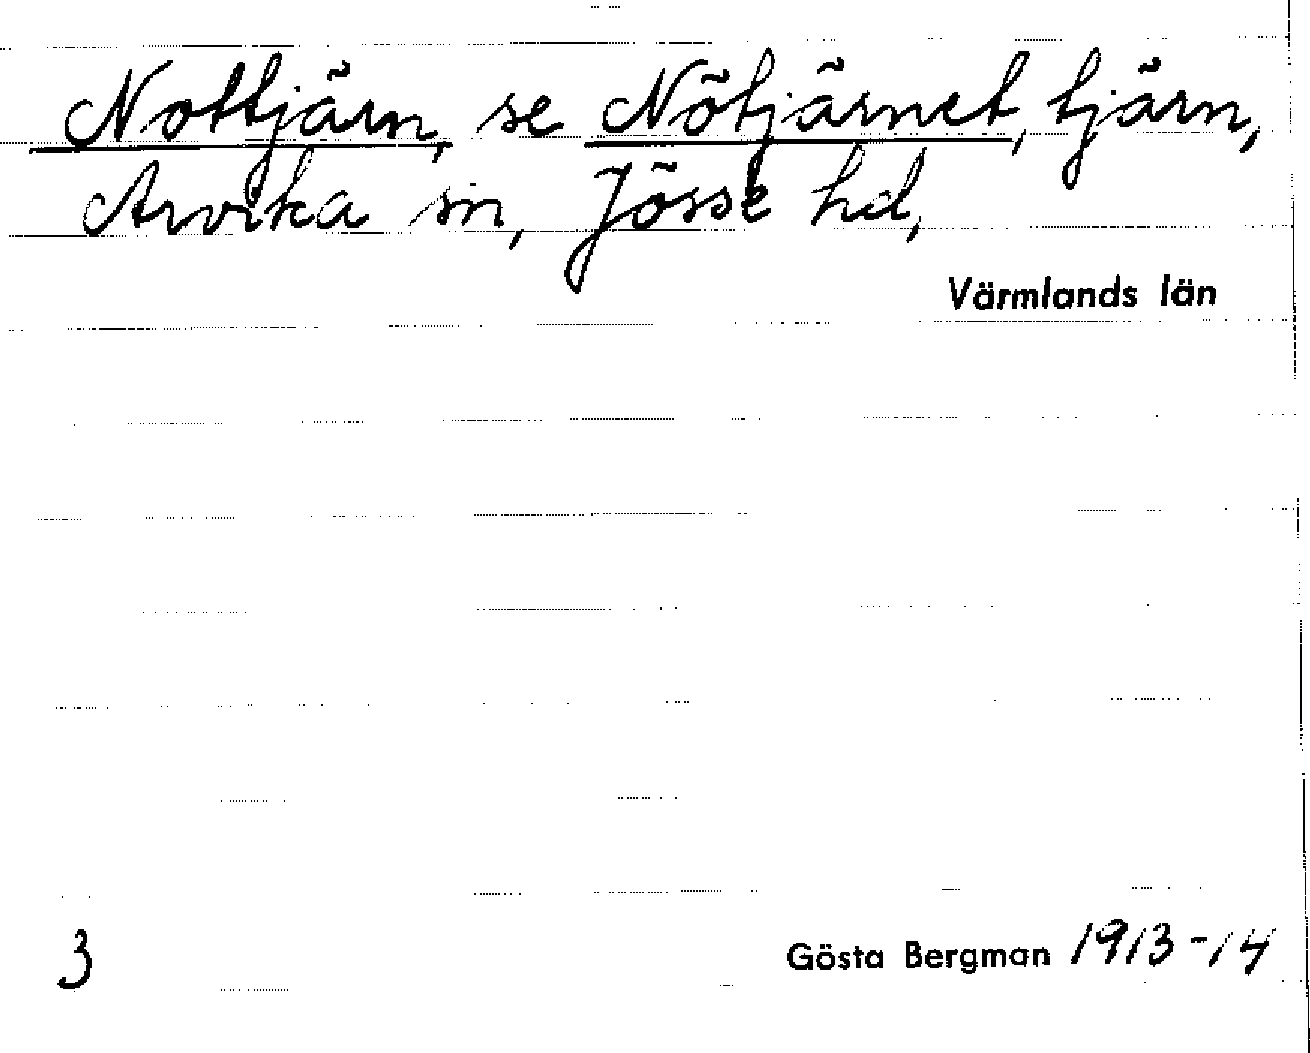 Nottjärn, se Nötjärnet, tjärn,
Arvika sn, Jösse hd,
Värmlands län
3
Gösta Bergman 1913-14